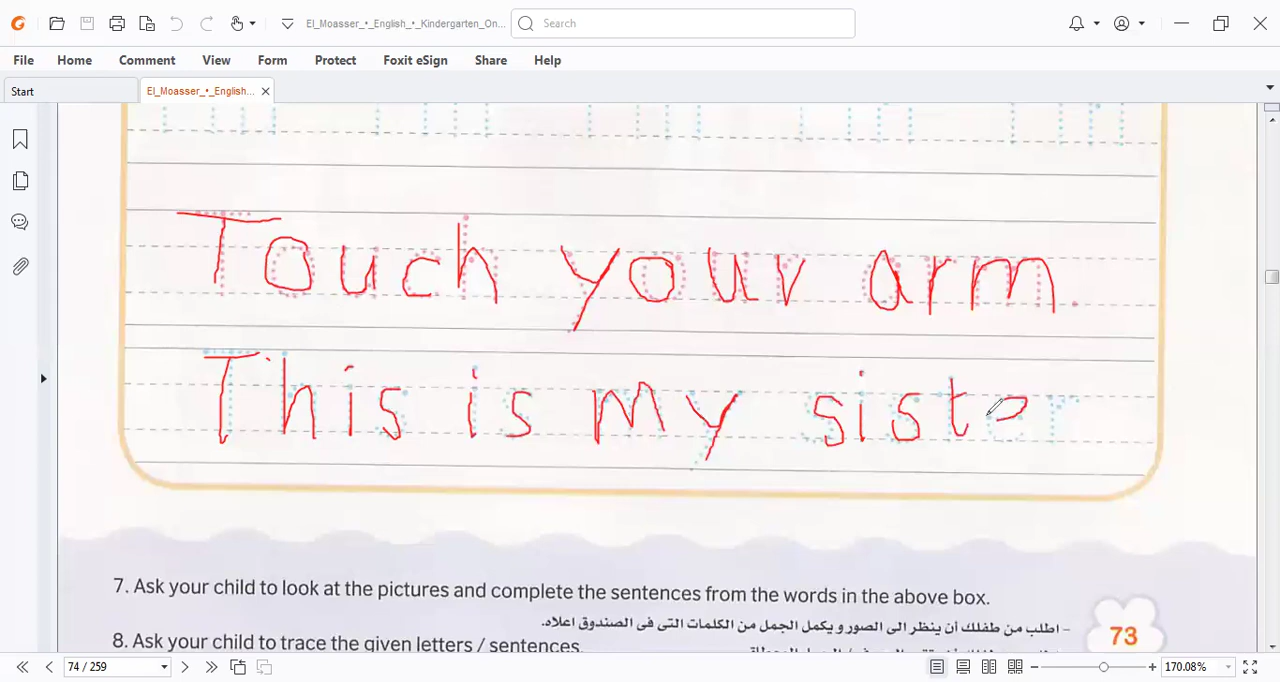 El_Moasser_•_English_•_Kindergarten_On...
Search
File Home Comment View Form Protect Foxit eSign Share Help
Start
El_Moasser_•_English...
Touch your arm.
This is my sister
7. Ask your child to look at the pictures and complete the sentences from the words in the above box.
- اطلب من طفلك أن ينظر الى الصور و يكمل الجمل من الكلمات التى فى الصندوق اعلاه.
8. Ask your child to trace the given letters / sentences.
73
74 / 259
170.08%